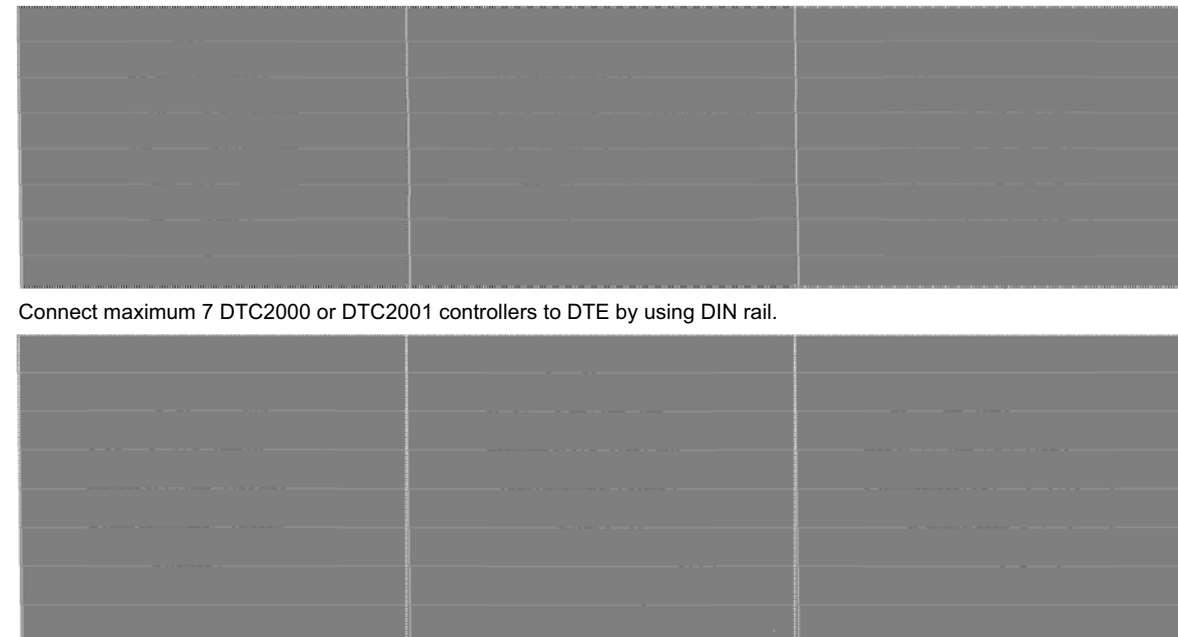 Connect maximum 7 DTC2000 or DTC2001 controllers to DTE by using DIN rail.